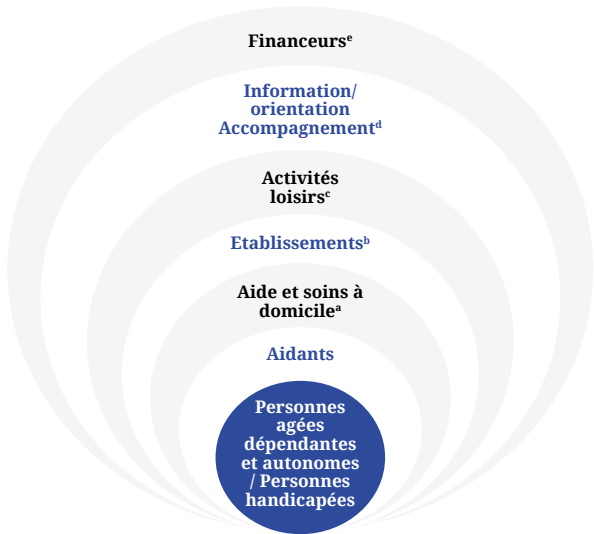 Financeursᵉ
Information/
orientation
Accompagnementᵈ
Activités
loisirsᶜ
Etablissementsᵇ
Aide et soins à
domicileᵃ
Aidants
Personnes
agées
dépendantes
et autonomes
/ Personnes
handicapées